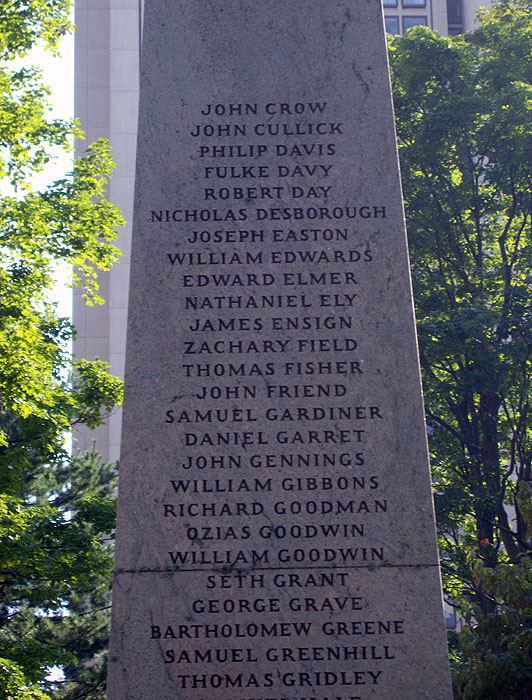 JOHN CROW
JOHN CULLICK
PHILIP DAVIS
FULKE DAVY
ROBERT DAY
NICHOLAS DESBOROUGH
JOSEPH EASTON
WILLIAM EDWARDS
EDWARD ELMER
NATHANIEL ELY
JAMES ENSIGN
ZACHARY FIELD
THOMAS FISHER
JOHN FRIEND
SAMUEL GARDINER
DANIEL GARRET
JOHN GENNINGS
WILLIAM GIBBONS
RICHARD GOODMAN
OZIAS GOODWIN
WILLIAM GOODWIN
SETH GRANT
GEORGE GRAVE
BARTHOLOMEW GREENE
SAMUEL GREENHILL
THOMAS GRIDLEY